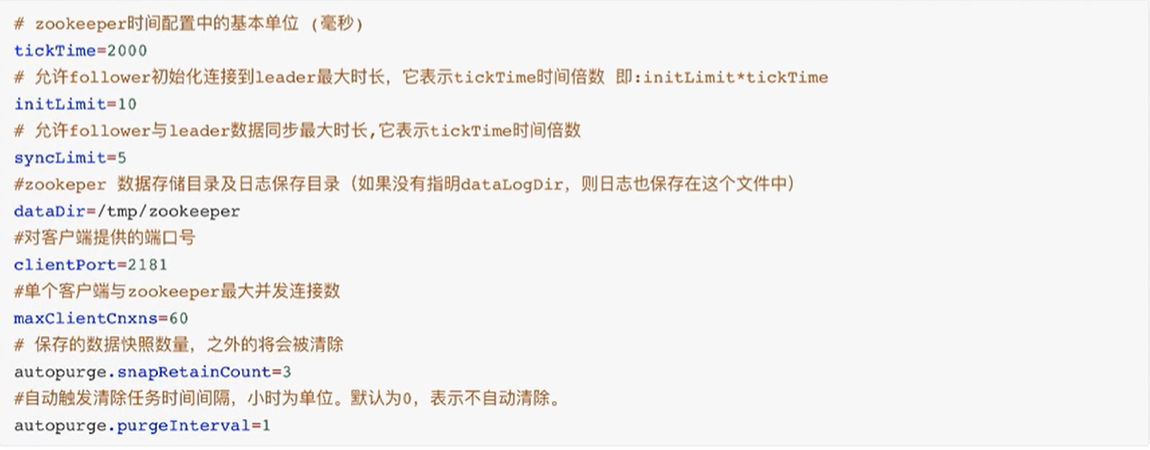 # zookeeper时间配置中的基本单位 (毫秒)
tickTime=2000
# 允许follower初始化连接到leader最大时长，它表示tickTime时间倍数 即:initLimit*tickTime
initLimit=10
# 允许follower与leader数据同步最大时长,它表示tickTime时间倍数
syncLimit=5
#zookeper 数据存储目录及日志保存目录（如果没有指明dataLogDir，则日志也保存在这个文件中）
dataDir=/tmp/zookeeper
#对客户端提供的端口号
clientPort=2181
#单个客户端与zookeeper最大并发连接数
maxClientCnxns=60
# 保存的数据快照数量，之外的将会被清除
autopurge.snapRetainCount=3
#自动触发清除任务时间间隔，小时为单位。默认为0，表示不自动清除。
autopurge.purgeInterval=1